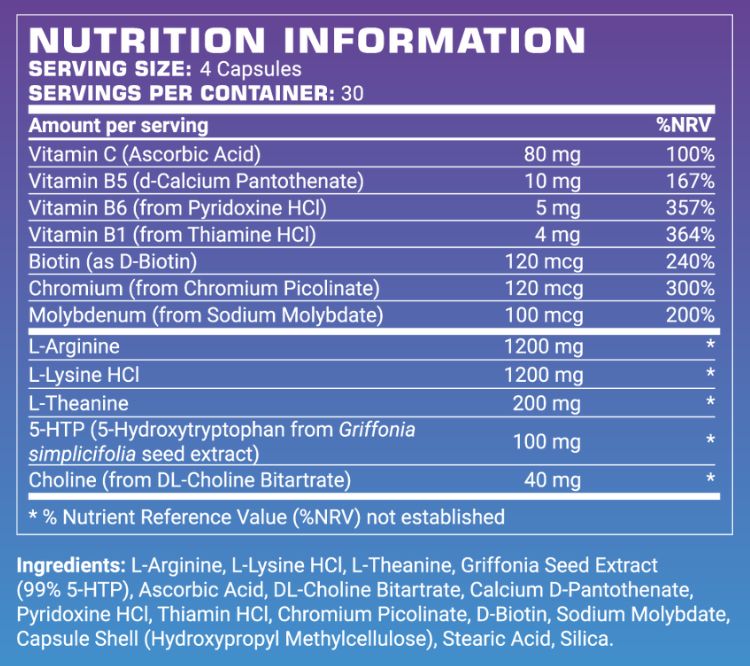 NUTRITION INFORMATION
SERVING SIZE: 4 Capsules
SERVINGS PER CONTAINER: 30
Amount per serving %NRV
Vitamin C (Ascorbic Acid) 80 mg 100%
Vitamin B5 (d-Calcium Pantothenate) 10 mg 167%
Vitamin B6 (from Pyridoxine HCl) 5 mg 357%
Vitamin B1 (from Thiamine HCl) 4 mg 364%
Biotin (as D-Biotin) 120 mcg 240%
Chromium (from Chromium Picolinate) 120 mcg 300%
Molybdenum (from Sodium Molybdate) 100 mcg 200%
L-Arginine 1200 mg *
L-Lysine HCl 1200 mg *
L-Theanine 200 mg *
5-HTP (5-Hydroxytryptophan from Griffonia
simplicifolia seed extract) 100 mg *
Choline (from DL-Choline Bitartrate) 40 mg *
* % Nutrient Reference Value (%NRV) not established
Ingredients: L-Arginine, L-Lysine HCl, L-Theanine, Griffonia Seed Extract
(99% 5-HTP), Ascorbic Acid, DL-Choline Bitartrate, Calcium D-Pantothenate,
Pyridoxine HCl, Thiamin HCl, Chromium Picolinate, D-Biotin, Sodium Molybdate,
Capsule Shell (Hydroxypropyl Methylcellulose), Stearic Acid, Silica.